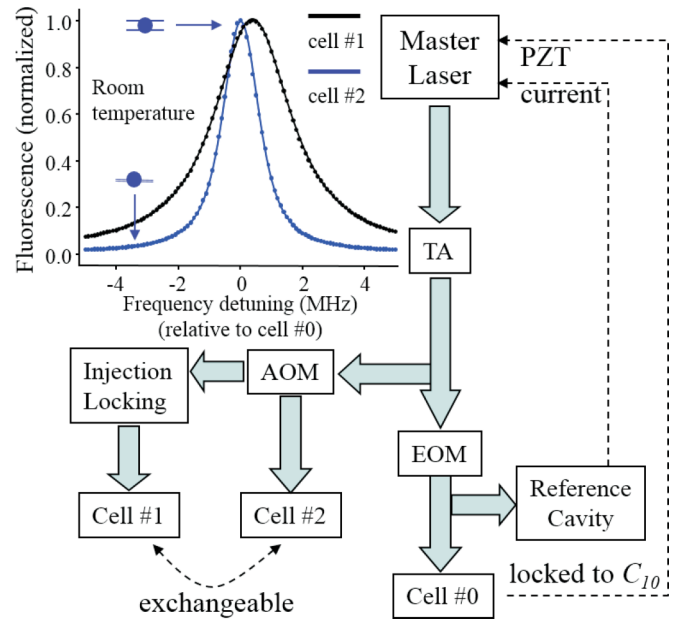 Fluorescence (normalized)
1.0
0.8
0.6
0.4
0.2
0.0
Room
temperature
cell #1
cell #2
-4
-2
0
2
4
Frequency detuning (MHz)
(relative to cell #0)
Master
Laser
PZT
current
TA
Injection
Locking
AOM
EOM
Reference
Cavity
Cell #1
Cell #2
Cell #0
locked to C10
exchangeable